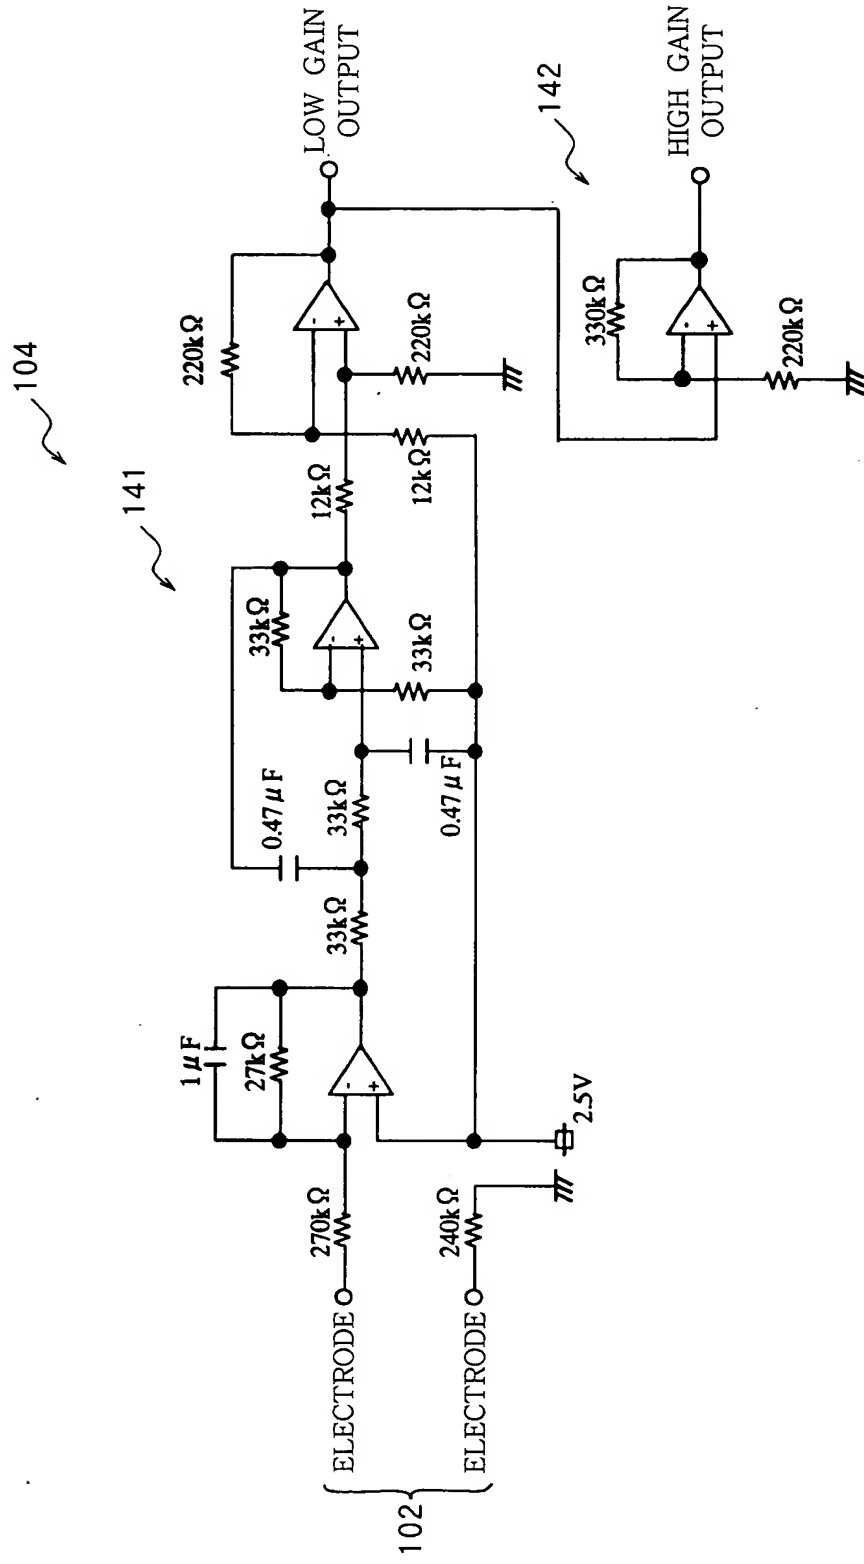 104
141
142
102
ELECTRODE
ELECTRODE
270kΩ
240kΩ
1μF
27kΩ
2.5V
33kΩ
0.47μF
33kΩ
0.47μF
33kΩ
33kΩ
12kΩ
12kΩ
220kΩ
220kΩ
LOW GAIN
OUTPUT
330kΩ
220kΩ
HIGH GAIN
OUTPUT
-
+
-
+
-
+
-
+